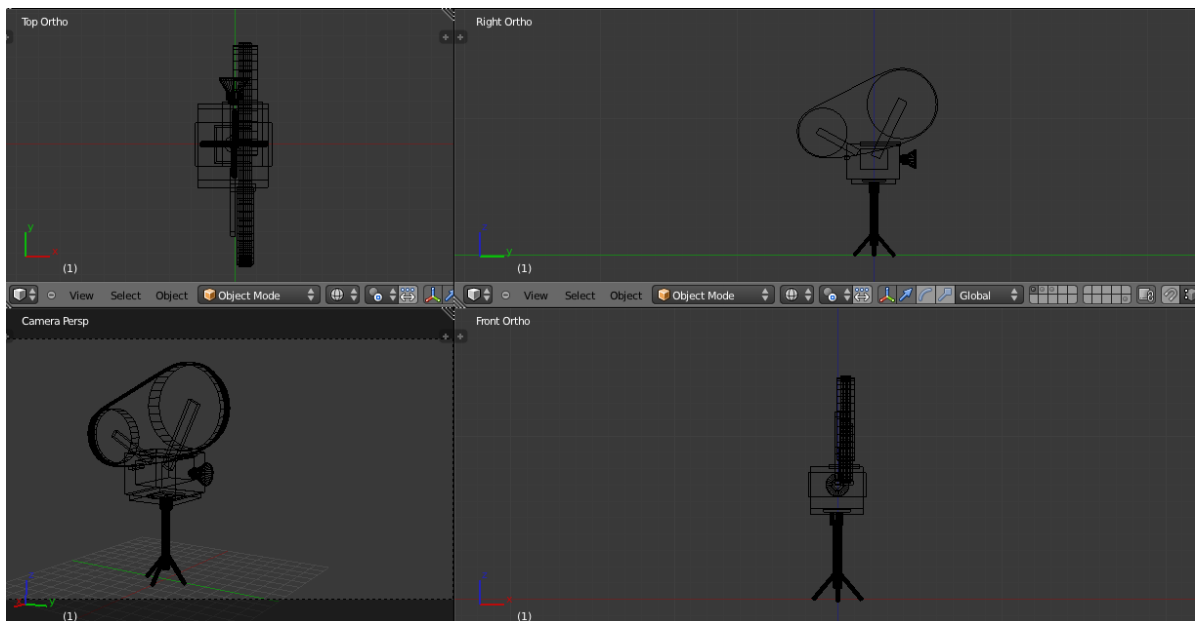 Top Ortho
Right Ortho
y
x
z
y
(1)
(1)
View Select Object Object Mode
View Select Object Object Mode Global
Camera Persp
Front Ortho
z
x
y
z
x
(1)
(1)